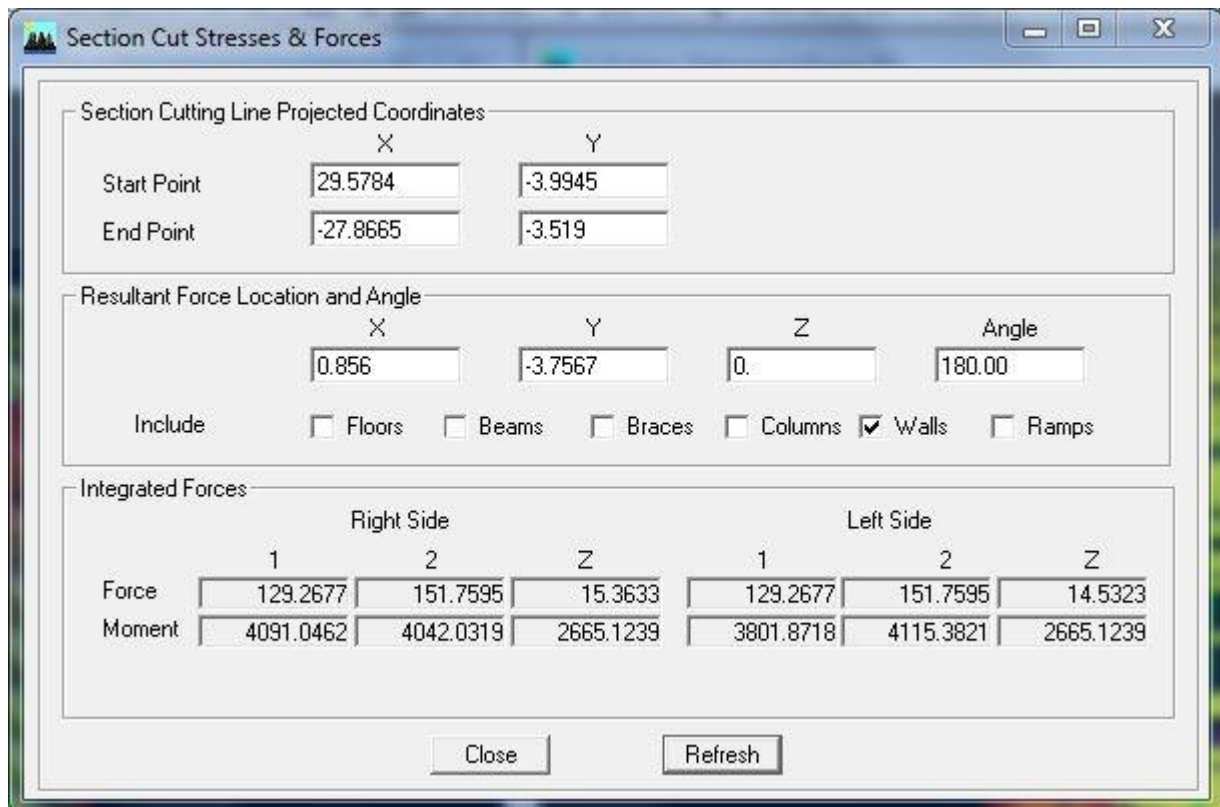 Section Cut Stresses & Forces
Section Cutting Line Projected Coordinates
X Y
Start Point 29.5784 -3.9945
End Point -27.8665 -3.519
Resultant Force Location and Angle
X Y Z Angle
0.856 -3.7567 0. 180.00
Include Floors Beams Braces Columns Walls Ramps
Integrated Forces
Right Side Left Side
1 2 Z 1 2 Z
Force 129.2677 151.7595 15.3633 129.2677 151.7595 14.5323
Moment 4091.0462 4042.0319 2665.1239 3801.8718 4115.3821 2665.1239
Close Refresh